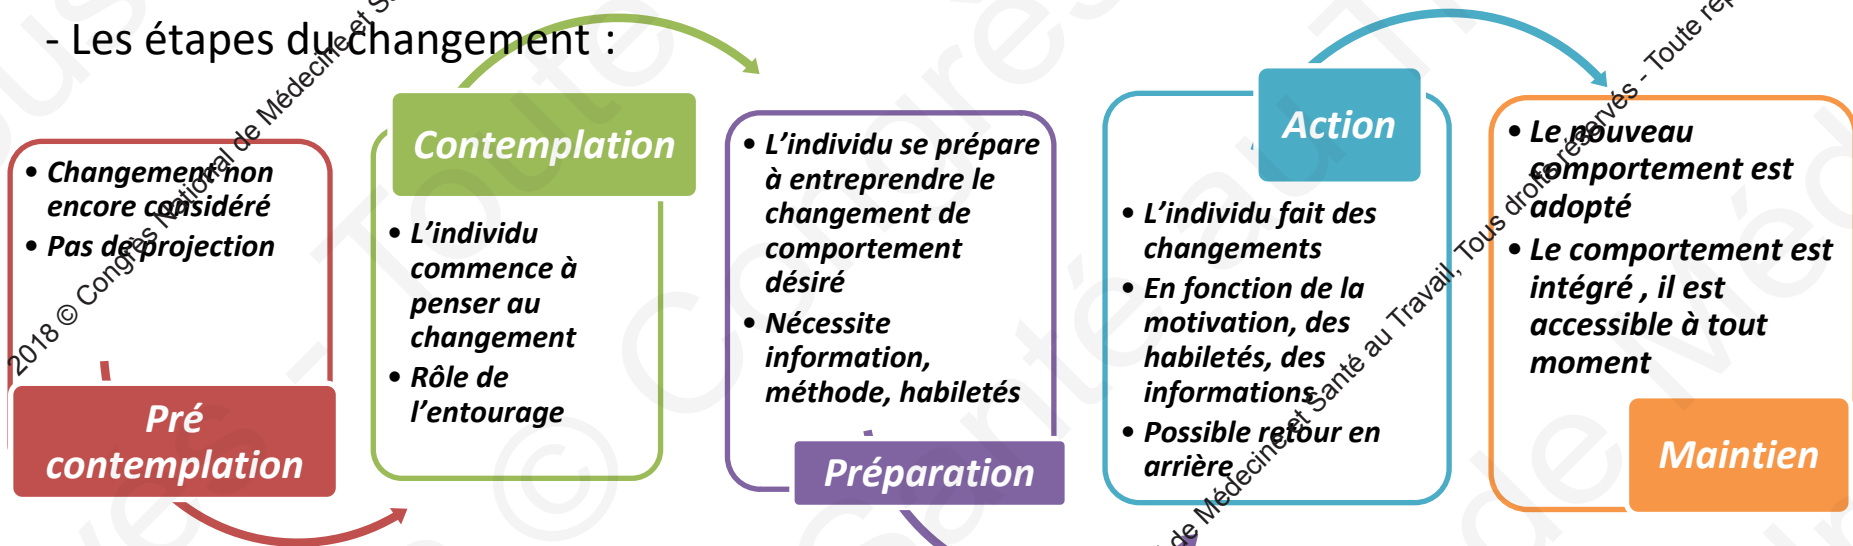 - Les étapes du changement :
• Changement non
encore considéré
• Pas de projection
Pré
contemplation
Contemplation
• L’individu
commence à
penser au
changement
• Rôle de
l’entourage
• L’individu se prépare
à entreprendre le
changement de
comportement
désiré
• Nécessite
information,
méthode, habiletés
Préparation
Action
• L’individu fait des
changements
• En fonction de la
motivation, des
habiletés, des
informations
• Possible retour en
arrière
• Le nouveau
comportement est
adopté
• Le comportement est
intégré , il est
accessible à tout
moment
Maintien
2018 © Congrès National de Médecine et
de Médecine et Santé au Travail, Tous droits réservés - Toute